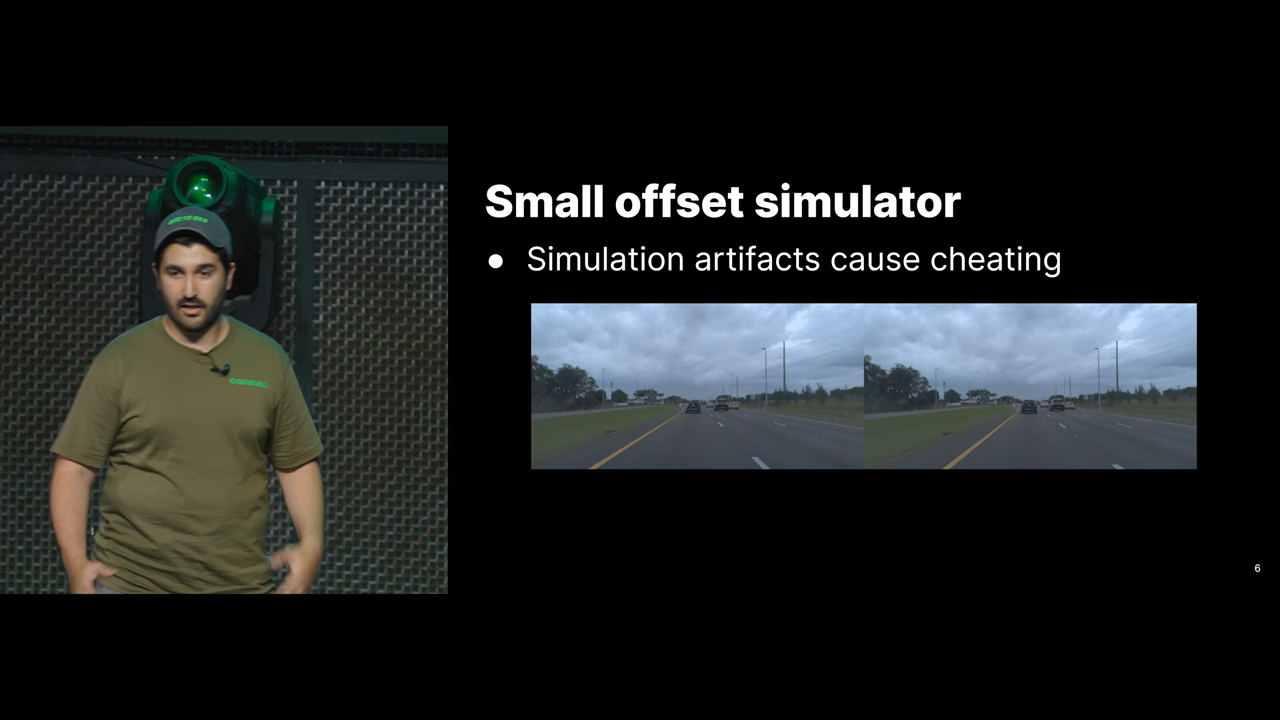 Small offset simulator
● Simulation artifacts cause cheating
6